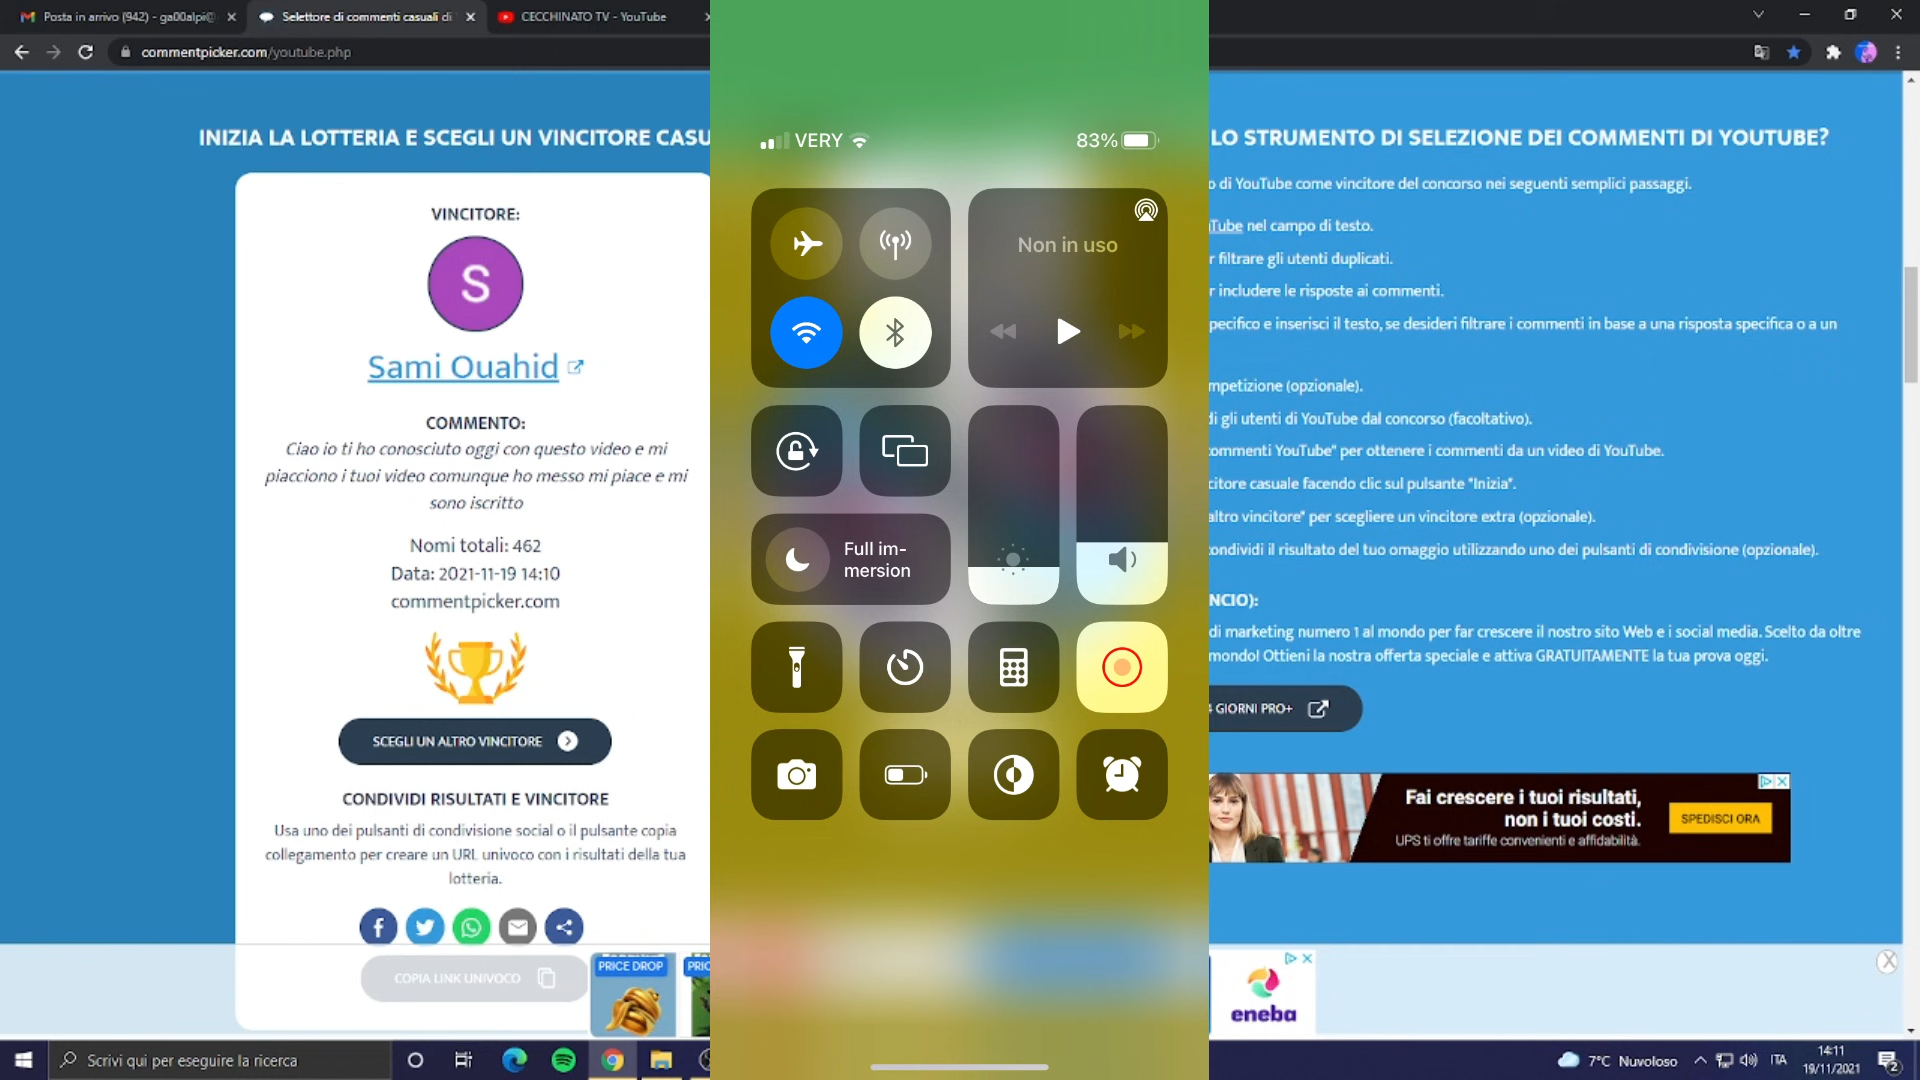 Posta in arrivo (942) - ga00alpi@
Selettore di commenti casuali di
CECCHINATO TV - YouTube
commentpicker.com/youtube.php
INIZIA LA LOTTERIA E SCEGLI UN VINCITORE CASU
VINCITORE:
S
Sami Ouahid
COMMENTO:
Ciao io ti ho conosciuto oggi con questo video e mi
piacciono i tuoi video comunque ho messo mi piace e mi
sono iscritto
Nomi totali: 462
Data: 2021-11-19 14:10
commentpicker.com
SCEGLI UN ALTRO VINCITORE
CONDIVIDI RISULTATI E VINCITORE
Usa uno dei pulsanti di condivisione social o il pulsante copia
collegamento per creare un URL univoco con i risultati della tua
lotteria.
COPIA LINK UNIVOCO
PRICE DROP
PRIC
VERY
83%
Non in uso
Full im-
mersion
LO STRUMENTO DI SELEZIONE DEI COMMENTI DI YOUTUBE?
o di YouTube come vincitore del concorso nei seguenti semplici passaggi.
Tube nel campo di testo.
r filtrare gli utenti duplicati.
r includere le risposte ai commenti.
pecifico e inserisci il testo, se desideri filtrare i commenti in base a una risposta specifica o a un
mpetizione (opzionale).
di gli utenti di YouTube dal concorso (facoltativo).
commenti YouTube" per ottenere i commenti da un video di YouTube.
citore casuale facendo clic sul pulsante "Inizia".
altro vincitore" per scegliere un vincitore extra (opzionale).
condividi il risultato del tuo omaggio utilizzando uno dei pulsanti di condivisione (opzionale).
NCIO):
di marketing numero 1 al mondo per far crescere il nostro sito Web e i social media. Scelto da oltre
mondo! Ottieni la nostra offerta speciale e attiva GRATUITAMENTE la tua prova oggi.
GIORNI PRO+
Fai crescere i tuoi risultati,
non i tuoi costi.
UPS ti offre tariffe convenienti e affidabilità.
SPEDISCI ORA
eneba
X
Scrivi qui per eseguire la ricerca
7°C Nuvoloso
ITA
14:11
19/11/2021
2